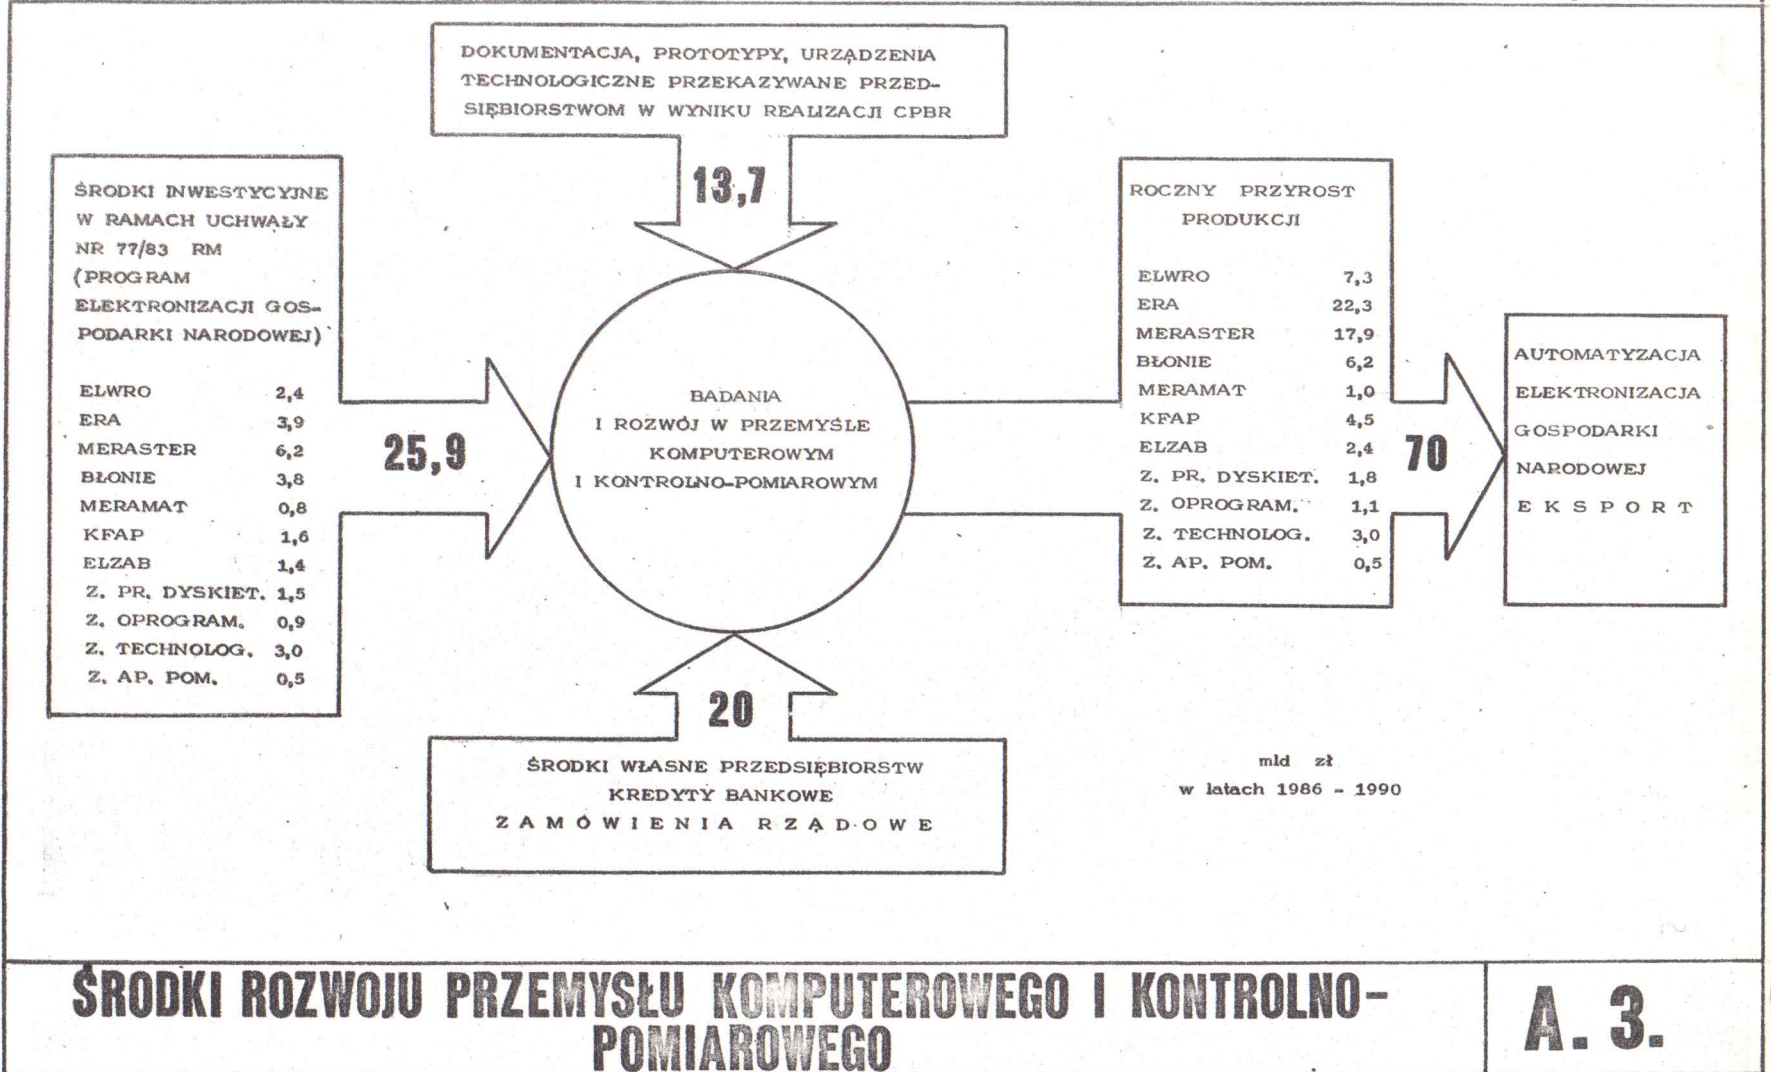 DOKUMENTACJA, PROTOTYPY, URZĄDZENIA
TECHNOLOGICZNE PRZEKAZYWANE PRZED-
SIĘBIORSTWOM W WYNIKU REALIZACJI CPBR
13,7
ŚRODKI INWESTYCYJNE
W RAMACH UCHWAŁY
NR 77/83 RM
(PROGRAM
ELEKTRONIZACJI GOS-
PODARKI NARODOWEJ)
ELWRO 2,4
ERA 3,9
MERASTER 6,2
BŁONIE 3,8
MERAMAT 0,8
KFAP 1,6
ELZAB 1,4
Z. PR. DYSKIET. 1,5
Z. OPROGRAM. 0,9
Z. TECHNOLOG. 3,0
Z. AP. POM. 0,5
25,9
BADANIA
I ROZWÓJ W PRZEMYŚLE
KOMPUTEROWYM
I KONTROLNO-POMIAROWYM
20
ŚRODKI WŁASNE PRZEDSIĘBIORSTW
KREDYTY BANKOWE
ZAMÓWIENIA RZĄDOWE
ROCZNY PRZYROST
PRODUKCJI
ELWRO 7,3
ERA 22,3
MERASTER 17,9
BŁONIE 6,2
MERAMAT 1,0
KFAP 4,5
ELZAB 2,4
Z. PR. DYSKIET. 1,8
Z. OPROGRAM. 1,1
Z. TECHNOLOG. 3,0
Z. AP. POM. 0,5
70
AUTOMATYZACJA
ELEKTRONIZACJA
GOSPODARKI
NARODOWEJ
EKSPORT
mld zł
w latach 1986 - 1990
ŚRODKI ROZWOJU PRZEMYSŁU KOMPUTEROWEGO I KONTROLNO-
POMIAROWEGO
A. 3.